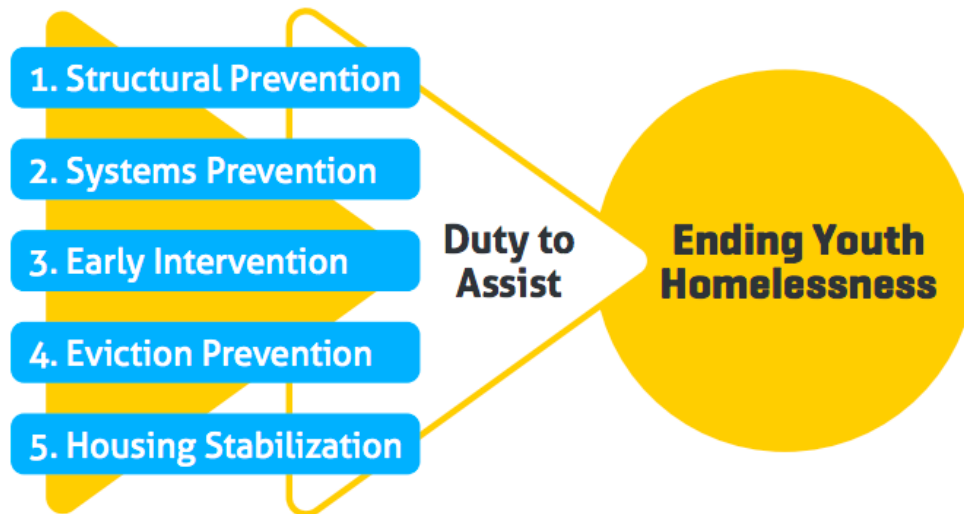 1. Structural Prevention
2. Systems Prevention
3. Early Intervention
4. Eviction Prevention
5. Housing Stabilization
Duty to
Assist
Ending Youth
Homelessness